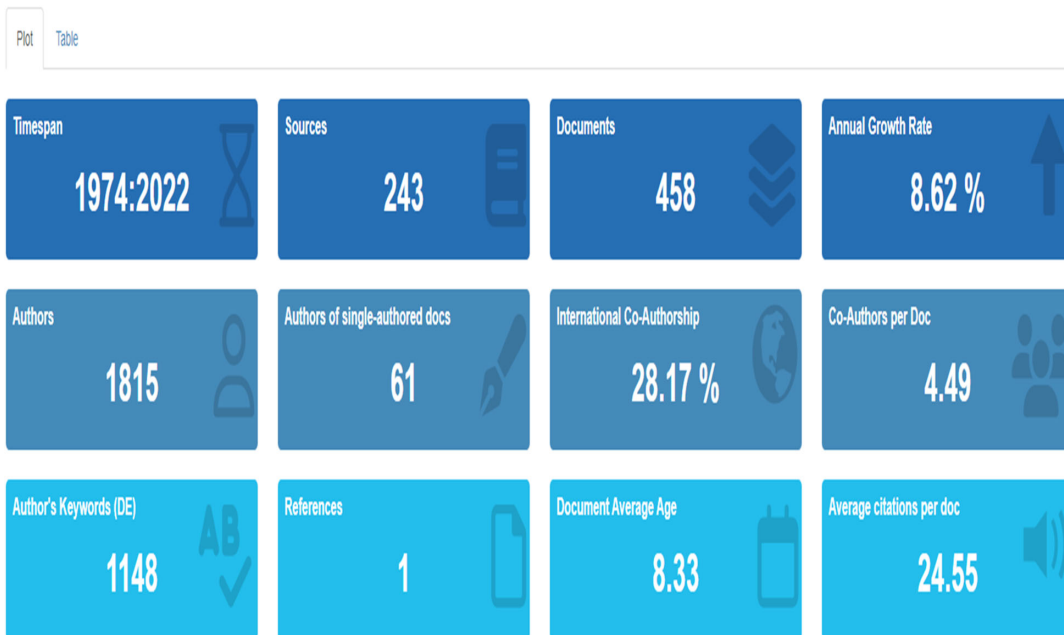 Plot Table
Timespan
1974:2022
Sources
243
Documents
458
Annual Growth Rate
8.62 %
Authors
1815
Authors of single-authored docs
61
International Co-Authorship
28.17 %
Co-Authors per Doc
4.49
Author's Keywords (DE)
1148
AB
References
1
Document Average Age
8.33
Average citations per doc
24.55